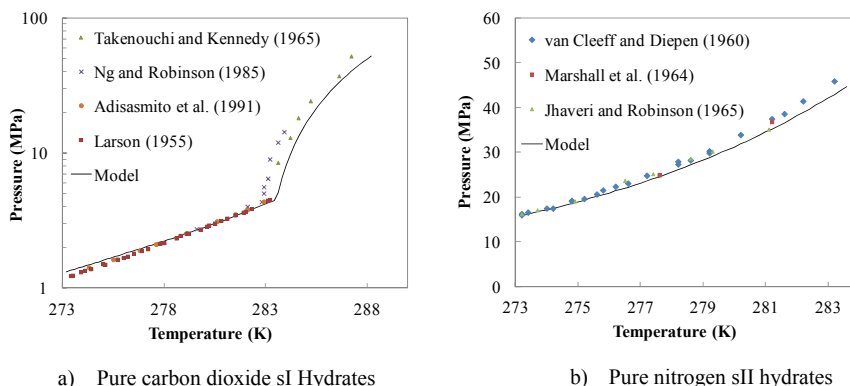 100
10
1
Pressure (MPa)
Takenouchi and Kennedy (1965)
Ng and Robinson (1985)
Adisasmito et al. (1991)
Larson (1955)
Model
273 278 283 288
Temperature (K)
a) Pure carbon dioxide sI Hydrates
60
50
40
30
20
10
0
Pressure (MPa)
van Cleeff and Diepen (1960)
Marshall et al. (1964)
Jhaveri and Robinson (1965)
Model
273 275 277 279 281 283
Temperature (K)
b) Pure nitrogen sII hydrates